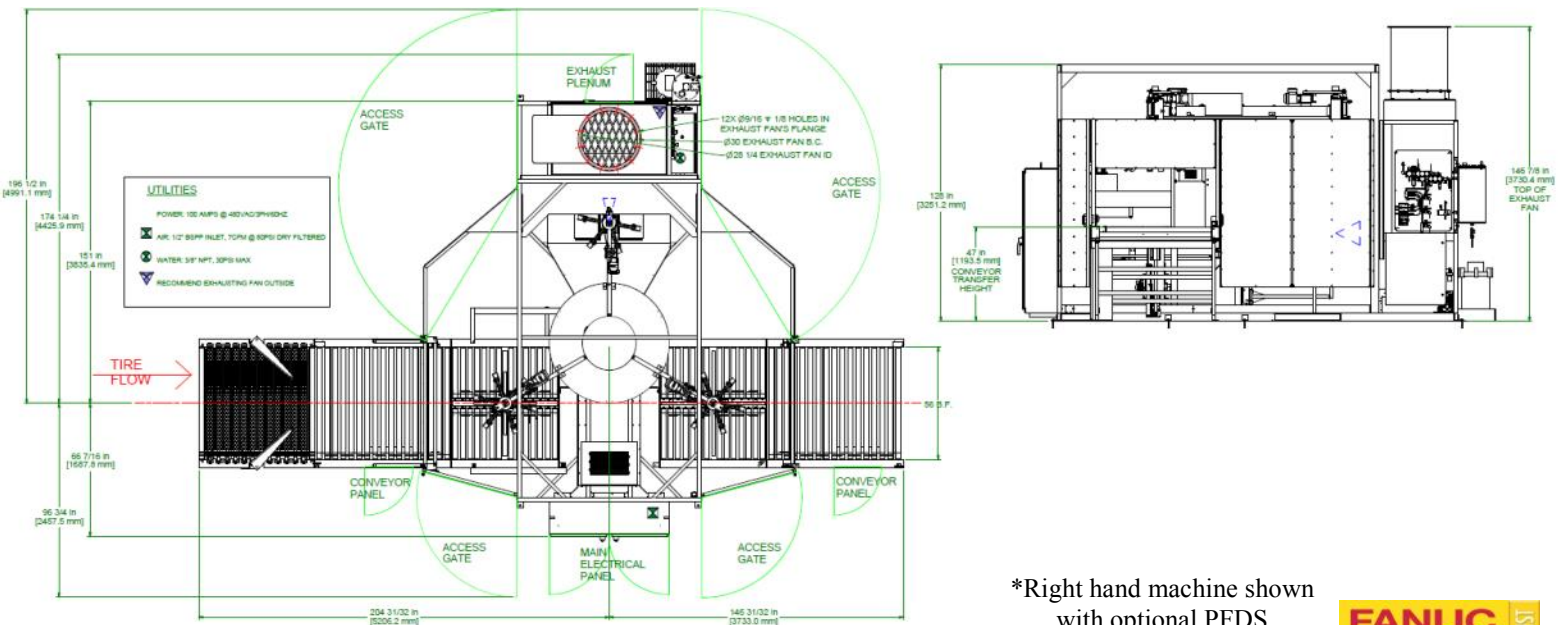 EXHAUST
PLENUM
ACCESS
GATE
12X Ø9/16 ∓ 1/8 HOLES IN
EXHAUST FAN'S FLANGE
Ø30 EXHAUST FAN B.C.
Ø28 1/4 EXHAUST FAN ID
ACCESS
GATE
196 1/2 in
[4991.1 mm]
174 1/4 in
[4425.9 mm]
151 in
[3835.4 mm]
UTILITIES
POWER: 100 AMPS @ 480VAC/3PH/60HZ
AIR: 1/2" BSPP INLET, 7CFM @ 90PSI DRY FILTERED
WATER: 3/8" NPT, 30PSI MAX
RECOMMEND EXHAUSTING FAN OUTSIDE
TIRE
FLOW
56 B.F.
66 7/16 in
[1687.8 mm]
96 3/4 in
[2457.5 mm]
CONVEYOR
PANEL
CONVEYOR
PANEL
ACCESS
GATE
MAIN
ELECTRICAL
PANEL
ACCESS
GATE
204 31/32 in
[5206.2 mm]
146 31/32 in
[3733.0 mm]
128 in
[3251.2 mm]
47 in
[1193.5 mm]
CONVEYOR
TRANSFER
HEIGHT
146 7/8 in
[3730.4 mm]
TOP OF
EXHAUST
FAN
*Right hand machine shown
with optional PFDS
FANUC